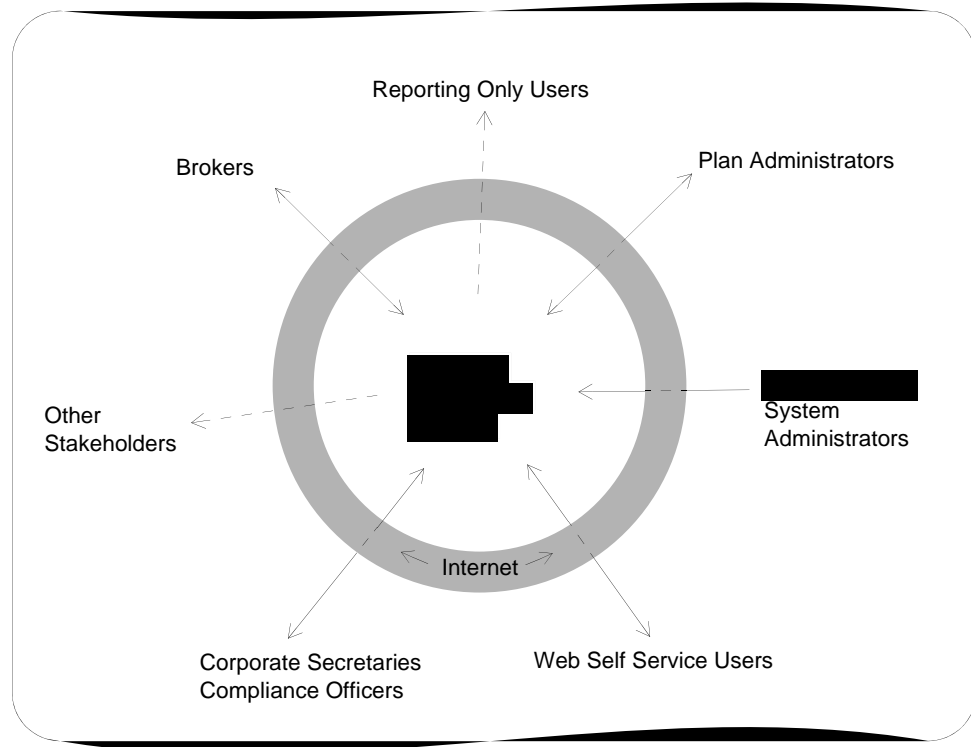 Reporting Only Users
Brokers
Plan Administrators
Other
Stakeholders
System
Administrators
Internet
Corporate Secretaries
Compliance Officers
Web Self Service Users